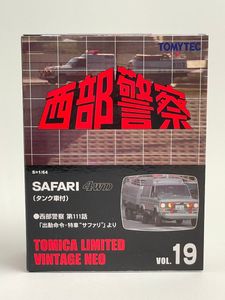 TOMYTEC
西部警察
S=1/64
SAFARI 4WD
(タンク車付)
●西部警察 第111話
「出動命令・特車"サファリ」より
TOMICA LIMITED
VINTAGE NEO
VOL. 19